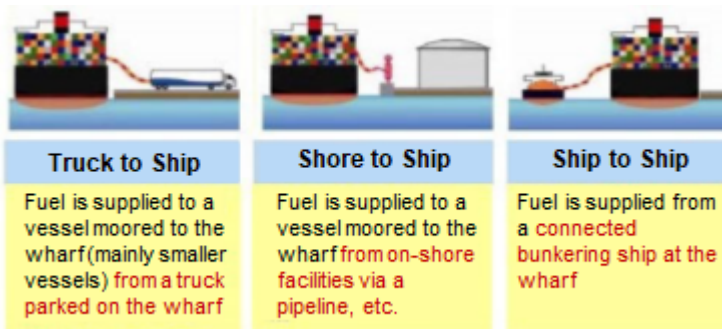 Truck to Ship
Fuel is supplied to a
vessel moored to the
wharf (mainly smaller
vessels) from a truck
parked on the wharf
Shore to Ship
Fuel is supplied to a
vessel moored to the
wharf from on-shore
facilities via a
pipeline, etc.
Ship to Ship
Fuel is supplied from
a connected
bunkering ship at the
wharf